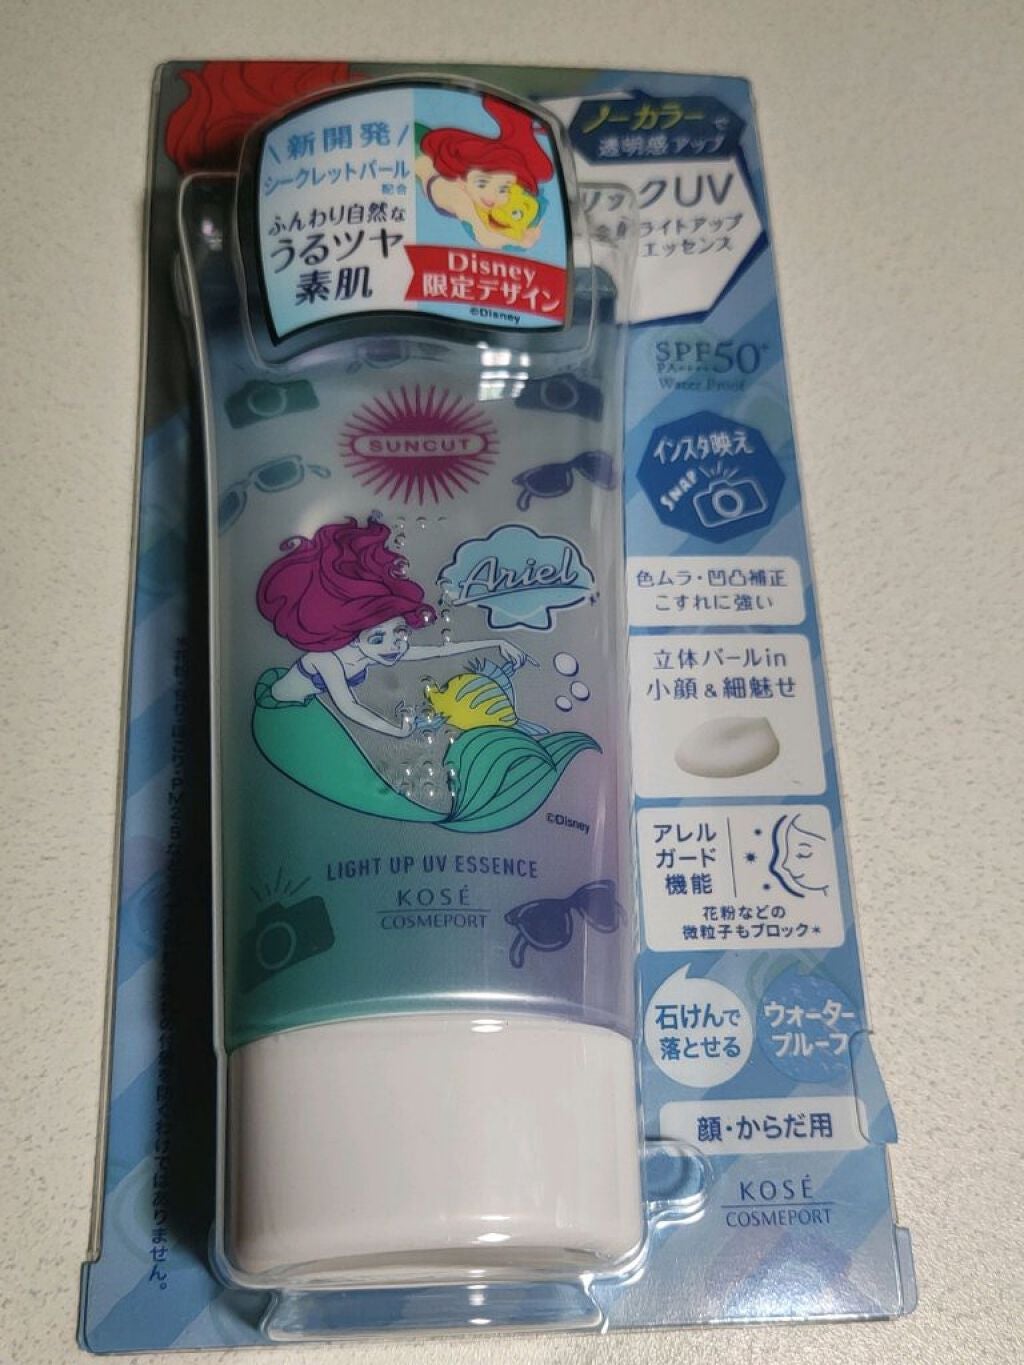 新開発
シークレットパール
配合
ふんわり自然な
うるツヤ
素肌
Disney
限定デザイン
©Disney
ノーカラーで
透明感アップ
クUV
ライトアップ
エッセンス
SPF50+
PA++++
Water Proof
SUNCUT
Ariel
©Disney
LIGHT UP UV ESSENCE
KOSÉ
COSMEPORT
インスタ映え
SNAP
色ムラ・凹凸補正
こすれに強い
立体パールin
小顔&細魅せ
アレル
ガード
機能
花粉などの
微粒子もブロック*
石けんで
落とせる
ウォーター
プルーフ
顔・からだ用
KOSÉ
COSMEPORT